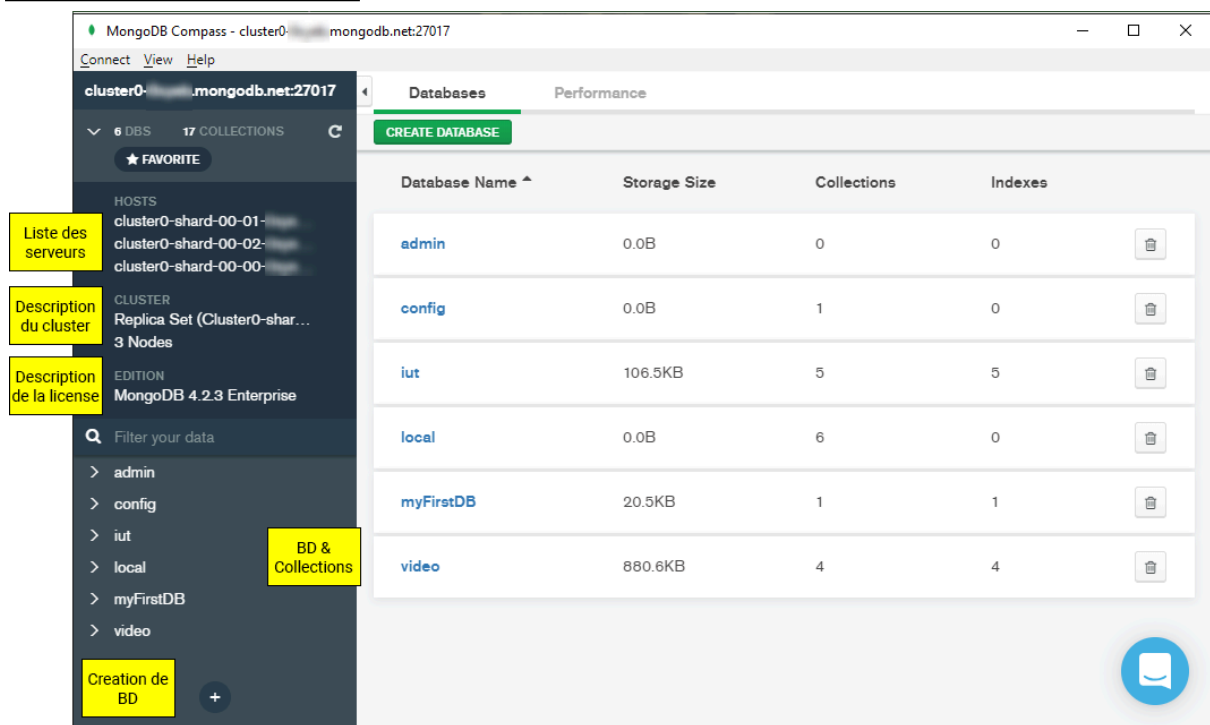 MongoDB Compass - cluster0- mongodb.net:27017
Connect View Help
cluster0- .mongodb.net:27017
Databases Performance
6 DBS 17 COLLECTIONS
FAVORITE
CREATE DATABASE
Database Name Storage Size Collections Indexes
HOSTS
cluster0-shard-00-01-
cluster0-shard-00-02-
cluster0-shard-00-00-
Liste des
serveurs
CLUSTER
Replica Set (Cluster0-shar...
3 Nodes
Description
du cluster
EDITION
MongoDB 4.2.3 Enterprise
Description
de la license
Filter your data
admin
config
iut
local
myFirstDB
video
BD &
Collections
Creation de
BD
+
admin 0.0B 0 0
config 0.0B 1 0
iut 106.5KB 5 5
local 0.0B 6 0
myFirstDB 20.5KB 1 1
video 880.6KB 4 4